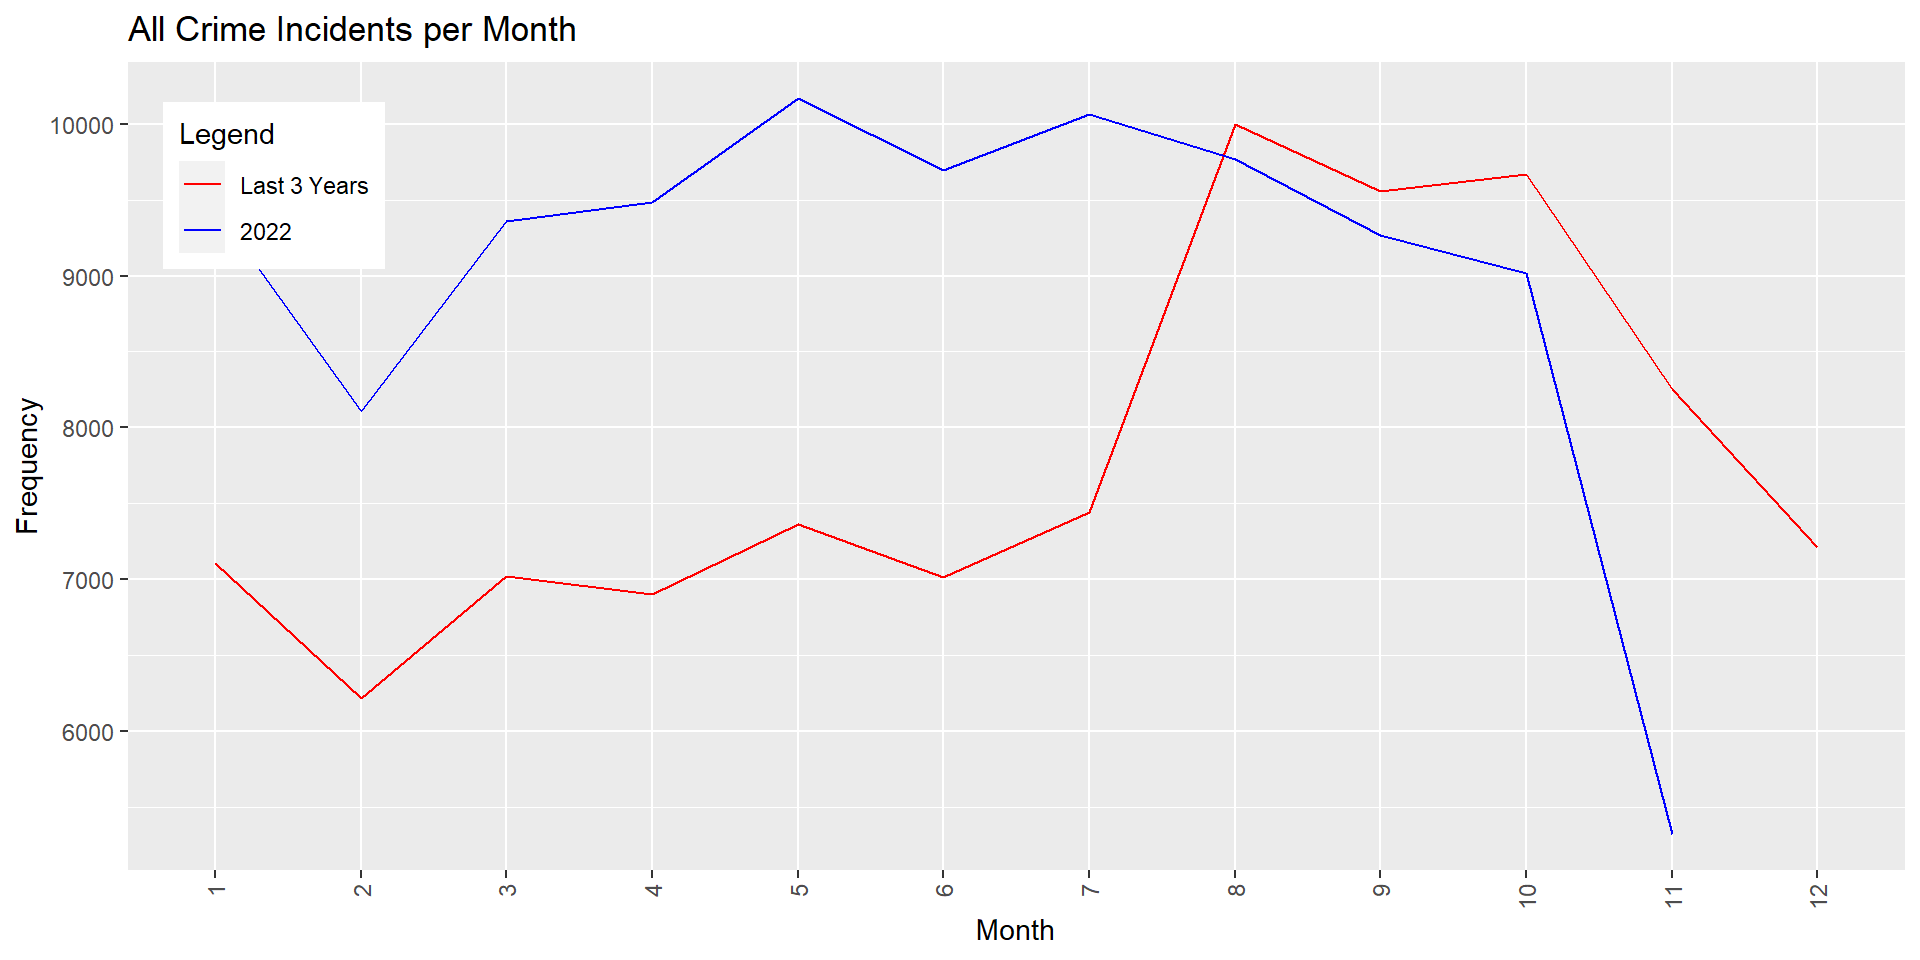 All Crime Incidents per Month
Legend
Last 3 Years
2022
10000
9000
8000
7000
6000
Frequency
1 2 3 4 5 6 7 8 9 10 11 12
Month